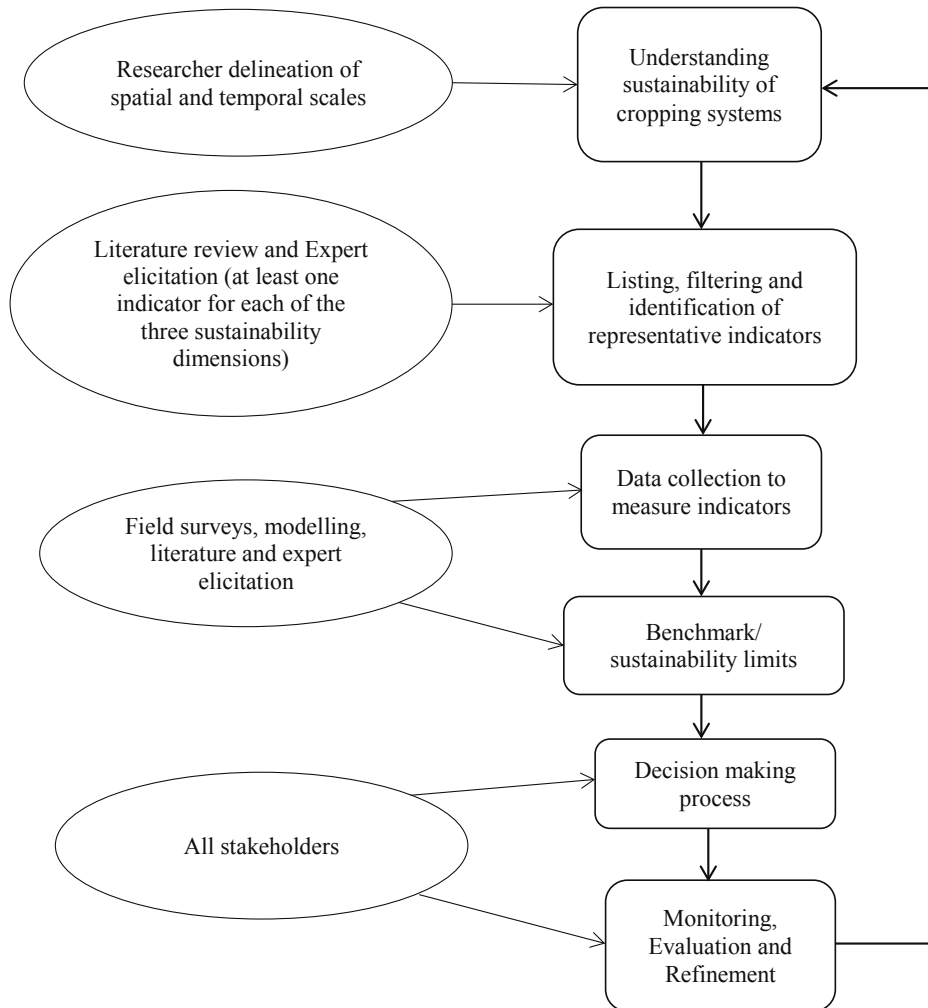 Researcher delineation of
spatial and temporal scales
Understanding
sustainability of
cropping systems
Literature review and Expert
elicitation (at least one
indicator for each of the
three sustainability
dimensions)
Listing, filtering and
identification of
representative indicators
Data collection to
measure indicators
Field surveys, modelling,
literature and expert
elicitation
Benchmark/
sustainability limits
Decision making
process
All stakeholders
Monitoring,
Evaluation and
Refinement